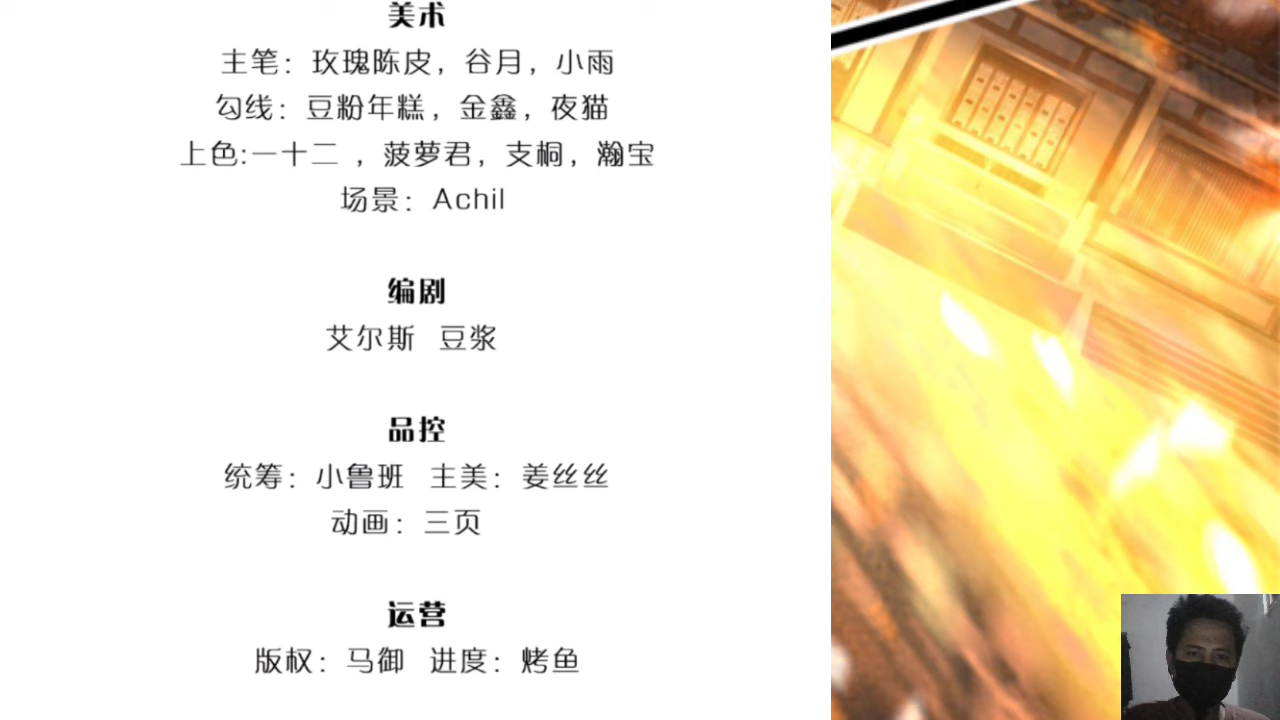 美术
主笔：玫瑰陈皮，谷月，小雨
勾线：豆粉年糕，金鑫，夜猫
上色:一十二 ，菠萝君，支桐，瀚宝
场景：Achil
编剧
艾尔斯 豆浆
品控
统筹：小鲁班 主美：姜丝丝
动画：三页
运营
版权：马御 进度：烤鱼